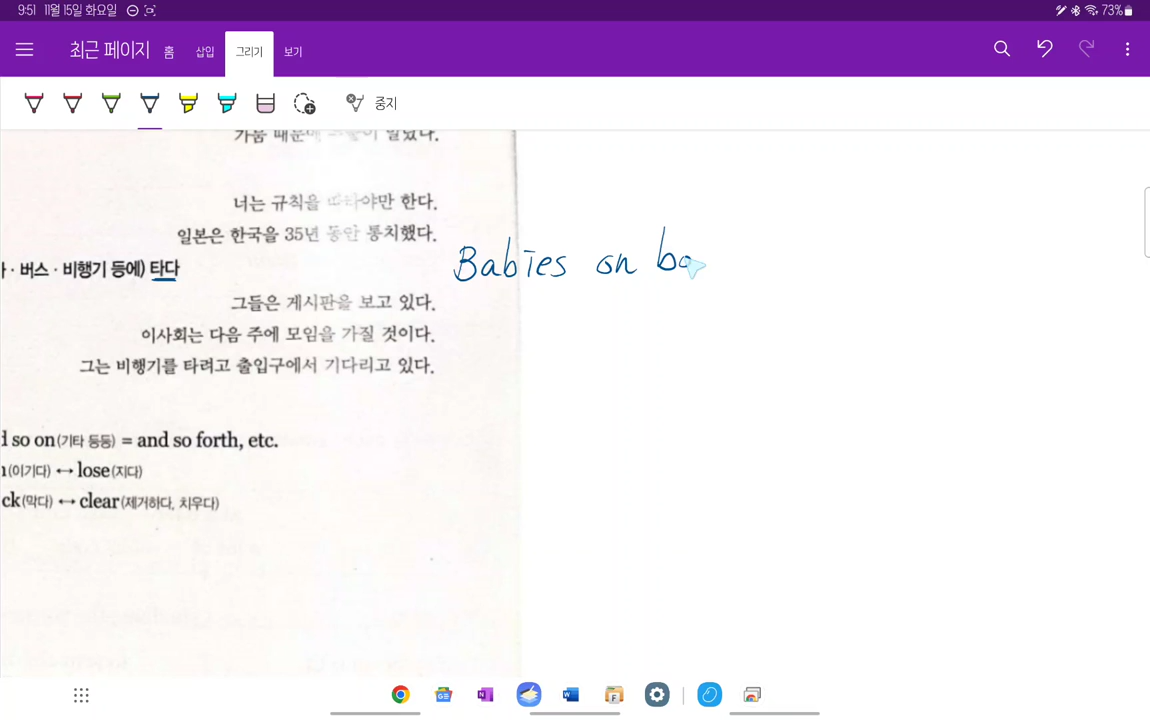 9:51 11월 15일 화요일
73%
최근 페이지 홈 삽입 그리기 보기
중지
가뭄 때문에
너는 규칙을 따라야만 한다.
일본은 한국을 35년 동안 통치했다.
· 버스 · 비행기 등에) 타다
Babies on bo
그들은 게시판을 보고 있다.
이사회는 다음 주에 모임을 가질 것이다.
그는 비행기를 타려고 출입구에서 기다리고 있다.
d so on(기타 등등) = and so forth, etc.
(이기다) ↔ lose(지다)
ck(막다) ↔ clear(제거하다, 치우다)